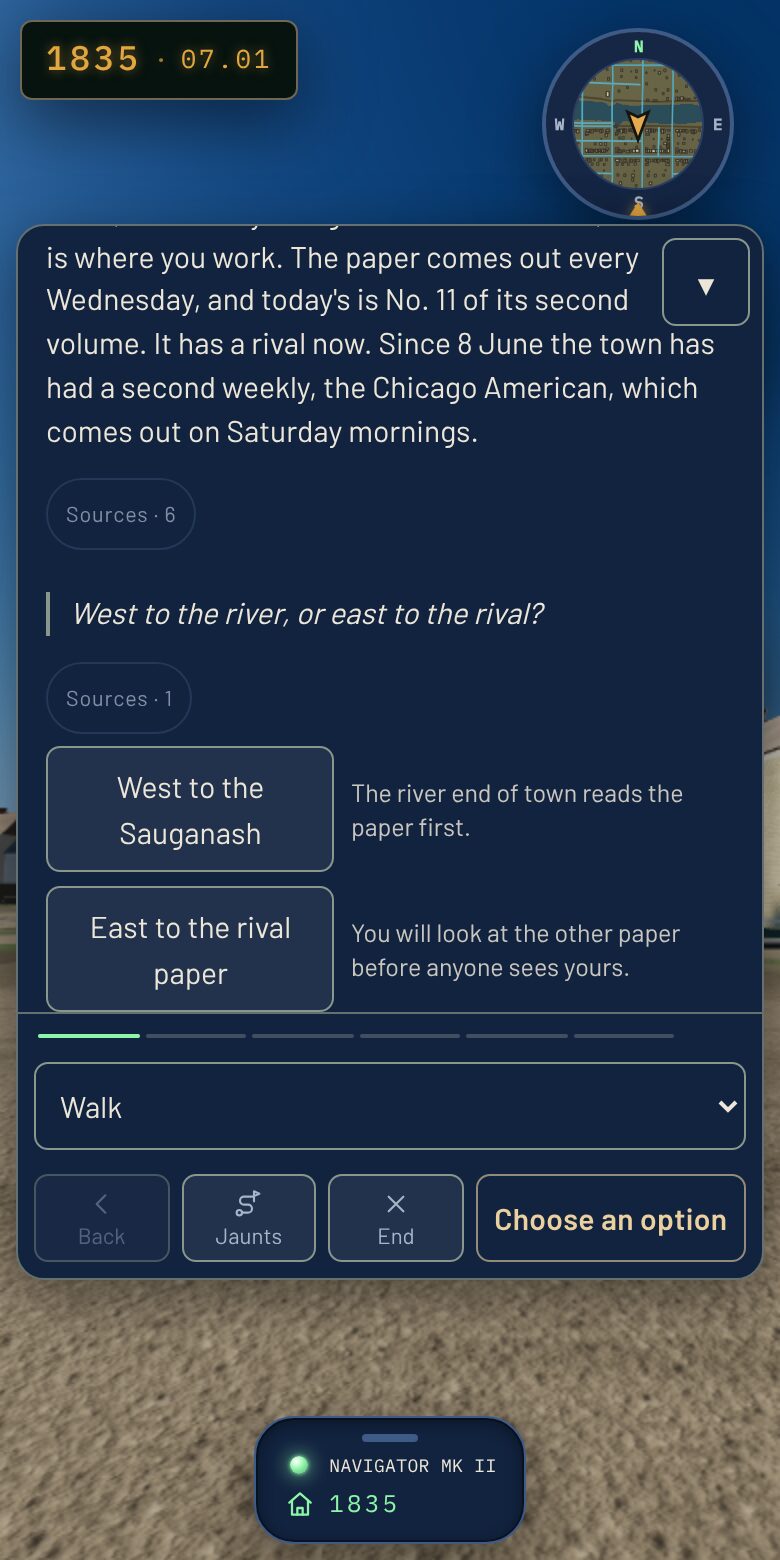 1835 · 07.01
N
W
E
S
is where you work. The paper comes out every
Wednesday, and today's is No. 11 of its second
volume. It has a rival now. Since 8 June the town has
had a second weekly, the Chicago American, which
comes out on Saturday mornings.
Sources · 6
West to the river, or east to the rival?
Sources · 1
West to the
Sauganash
The river end of town reads the
paper first.
East to the rival
paper
You will look at the other paper
before anyone sees yours.
Walk
Back
Jaunts
End
Choose an option
NAVIGATOR MK II
1835